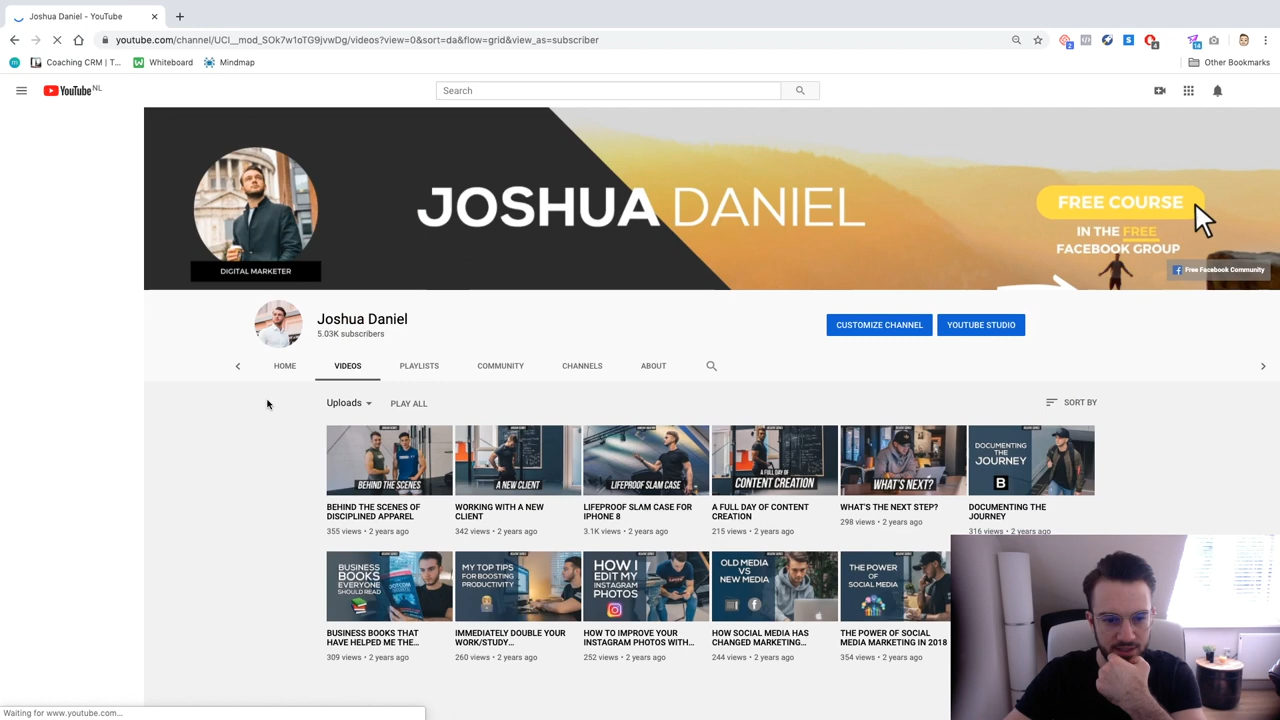 Joshua Daniel - YouTube
youtube.com/channel/UCI__mod_SOk7w1oTG9jvwDg/videos?view=0&sort=da&flow=grid&view_as=subscriber
2
4
14
Coaching CRM | T...
Whiteboard
Mindmap
Other Bookmarks
YouTube NL
Search
JOSHUA DANIEL
DIGITAL MARKETER
FREE COURSE
IN THE FREE
FACEBOOK GROUP
Free Facebook Community
Joshua Daniel
5.03K subscribers
CUSTOMIZE CHANNEL
YOUTUBE STUDIO
HOME
VIDEOS
PLAYLISTS
COMMUNITY
CHANNELS
ABOUT
Uploads
PLAY ALL
SORT BY
BEHIND THE SCENES
A NEW CLIENT
LIFEPROOF SLAM CASE
A FULL DAY OF
CONTENT CREATION
WHAT'S NEXT?
DOCUMENTING
THE
JOURNEY
B
BEHIND THE SCENES OF
DISCIPLINED APPAREL
355 views • 2 years ago
WORKING WITH A NEW
CLIENT
342 views • 2 years ago
LIFEPROOF SLAM CASE FOR
IPHONE 8
3.1K views • 2 years ago
A FULL DAY OF CONTENT
CREATION
215 views • 2 years ago
WHAT'S THE NEXT STEP?
298 views • 2 years ago
DOCUMENTING THE
JOURNEY
316 views • 2 years ago
BUSINESS
BOOKS
EVERYONE
SHOULD READ
MY TOP TIPS
FOR BOOSTING
PRODUCTIVITY
HOW I
EDIT MY
INSTAGRAM
PHOTOS
OLD MEDIA
VS
NEW MEDIA
THE POWER
OF
SOCIAL
MEDIA
BUSINESS BOOKS THAT
HAVE HELPED ME THE...
309 views • 2 years ago
IMMEDIATELY DOUBLE YOUR
WORK/STUDY...
260 views • 2 years ago
HOW TO IMPROVE YOUR
INSTAGRAM PHOTOS WITH...
252 views • 2 years ago
HOW SOCIAL MEDIA HAS
CHANGED MARKETING...
244 views • 2 years ago
THE POWER OF SOCIAL
MEDIA MARKETING IN 2018
354 views • 2 years ago
Waiting for www.youtube.com...